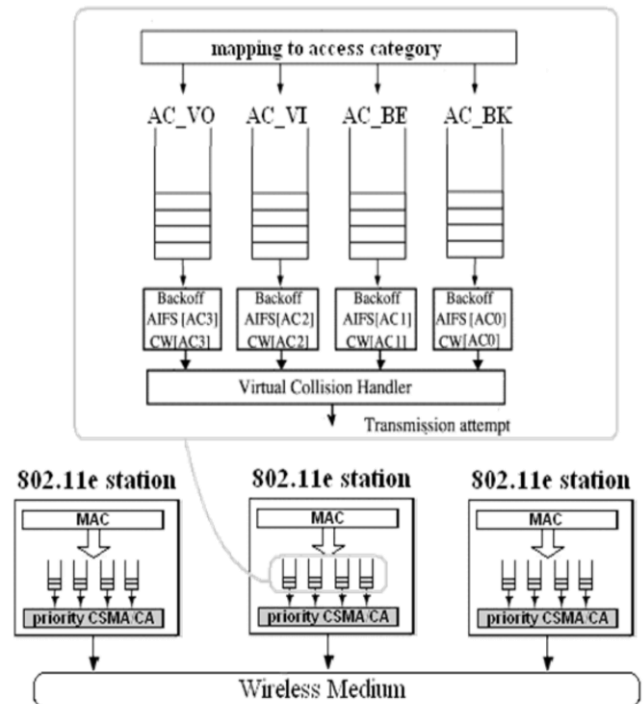 mapping to access category
AC_VO AC_VI AC_BE AC_BK
Backoff Backoff Backoff Backoff
AIFS [AC3] AIFS[AC2] AIFS[AC1] AIFS [AC0]
CW[AC3] CW[AC2] CW[AC1] CW[AC0]
Virtual Collision Handler
Transmission attempt
802.11e station 802.11e station 802.11e station
MAC MAC MAC
priority CSMA/CA priority CSMA/CA priority CSMA/CA
Wireless Medium